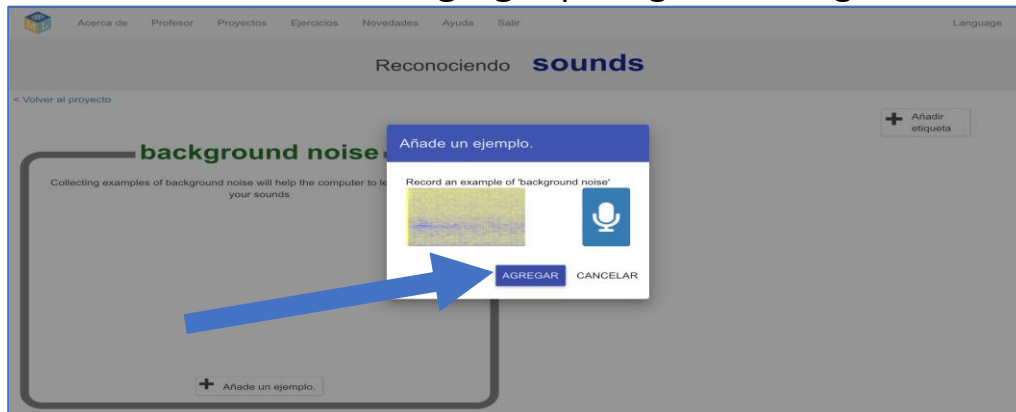 Acerca de Profesor Proyectos Ejercicios Novedades Ayuda Salir Language
Reconociendo sounds
< Volver al proyecto
Añadir
etiqueta
background noise
Collecting examples of background noise will help the computer to le
your sounds
Añade un ejemplo.
Record an example of 'background noise'
AGREGAR CANCELAR
Añade un ejemplo.